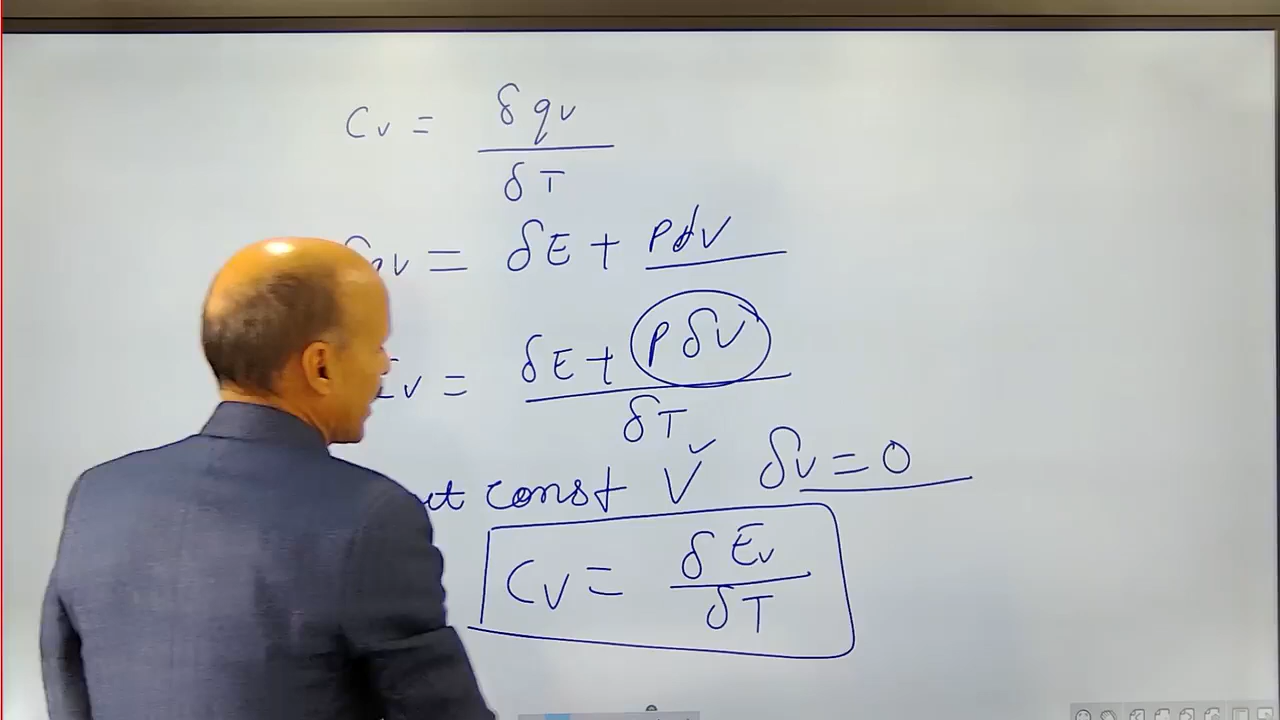 Cv = δqv / δT
v = δE + pdv
v = δE + PδV / δT
const V δv = 0
Cv = δEv / δT